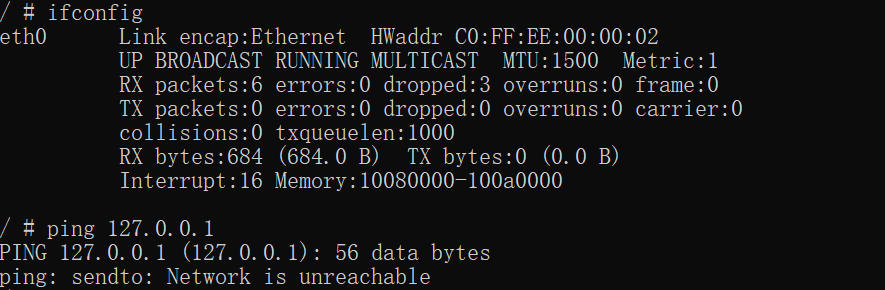 / # ifconfig
eth0      Link encap:Ethernet  HWaddr C0:FF:EE:00:00:02
          UP BROADCAST RUNNING MULTICAST  MTU:1500  Metric:1
          RX packets:6 errors:0 dropped:3 overruns:0 frame:0
          TX packets:0 errors:0 dropped:0 overruns:0 carrier:0
          collisions:0 txqueuelen:1000
          RX bytes:684 (684.0 B)  TX bytes:0 (0.0 B)
          Interrupt:16 Memory:10080000-100a0000

/ # ping 127.0.0.1
PING 127.0.0.1 (127.0.0.1): 56 data bytes
ping: sendto: Network is unreachable